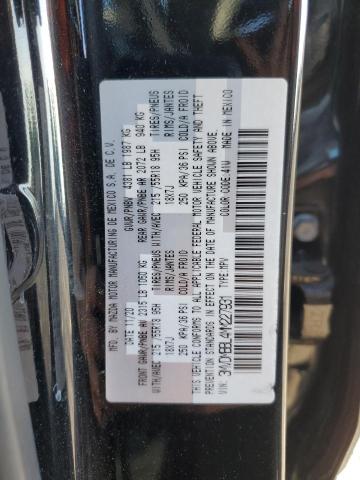 MFD. BY MAZDA MOTOR MANUFACTURING DE MEXICO S.A. DE C.V.
11/20 GVWR/PNBV 4381 LB 1987 KG
FRONT GAWR/PNBE AV 2315 LB 1050 KG REAR GAWR/PNBE AR 2072 LB 940 KG
WITH/AVEC 215/55R18 95H TIRES/PNEUS WITH/AVEC 215/55R18 95H TIRES/PNEUS
18X7J RIMS/JANTES 18X7J RIMS/JANTES
250 KPA/36 PSI COLD/A FROID 250 KPA/36 PSI COLD/A FROID
THIS VEHICLE CONFORMS TO ALL APPLICABLE FEDERAL MOTOR VEHICLE SAFETY AND THEFT
PREVENTION STANDARDS IN EFFECT ON THE DATE OF MANUFACTURE SHOWN ABOVE.
TYPE:MPV COLOR CODE:41W MADE IN MEXICO
VIN: